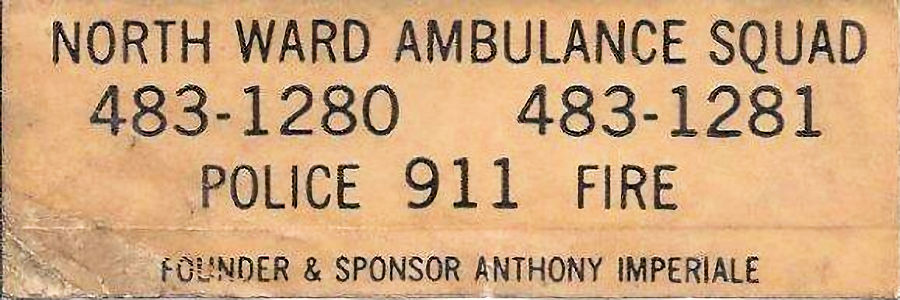 NORTH WARD AMBULANCE SQUAD
483-1280 483-1281
POLICE 911 FIRE
FOUNDER & SPONSOR ANTHONY IMPERIALE